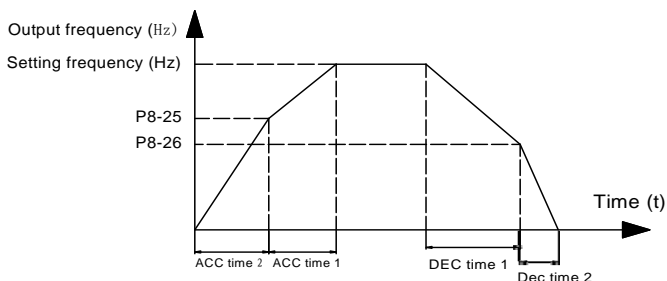 Output frequency (Hz)
Setting frequency (Hz)
P8-25
P8-26
Time (t)
ACC time 2
ACC time 1
DEC time 1
Dec time 2